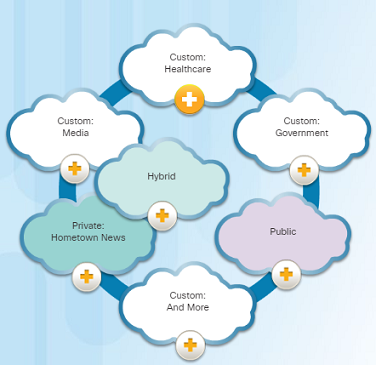 Custom:
Healthcare
Custom:
Media
Custom:
Government
Hybrid
Private:
Hometown News
Public
Custom:
And More